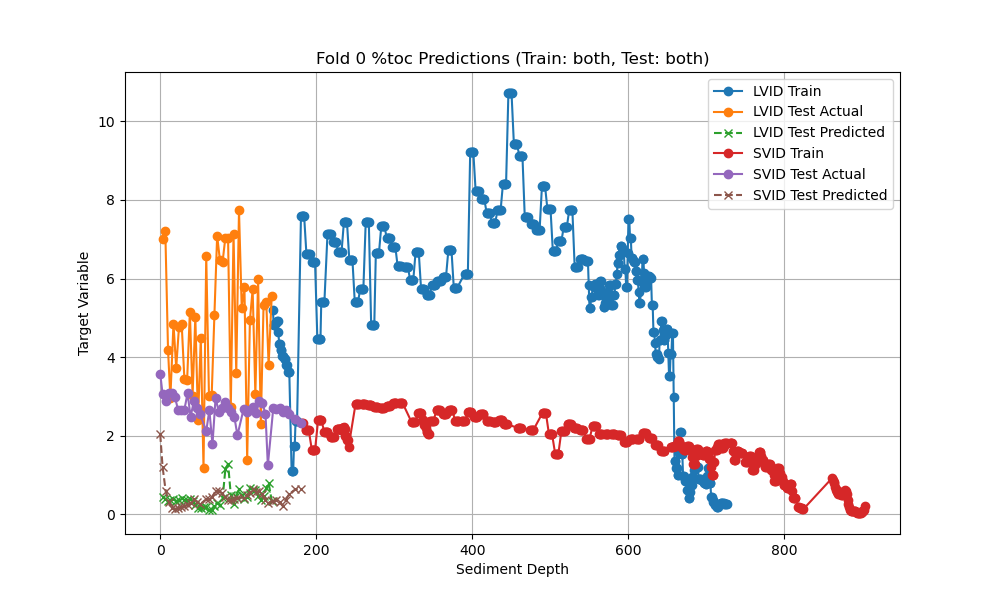 Fold 0 %toc Predictions (Train: both, Test: both)
LVID Train
LVID Test Actual
LVID Test Predicted
SVID Train
SVID Test Actual
SVID Test Predicted
Target Variable
10
8
6
4
2
0
0 200 400 600 800
Sediment Depth